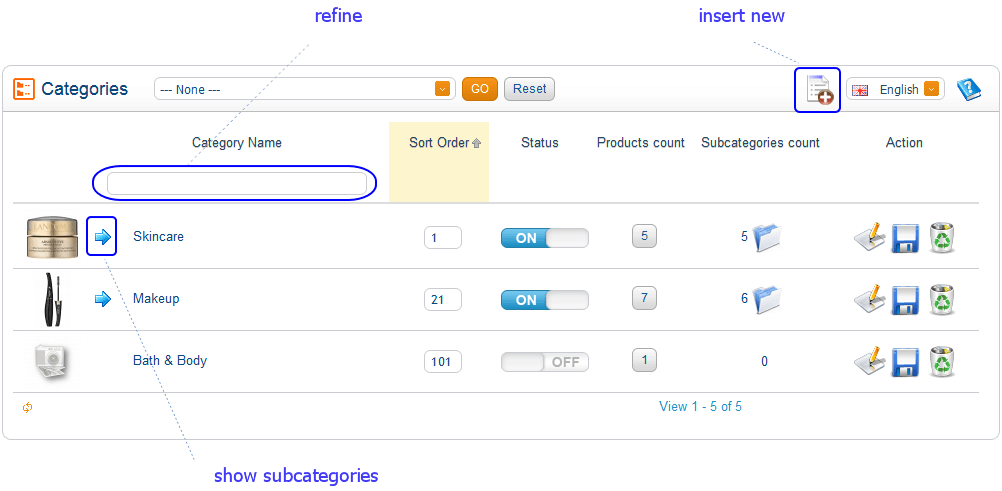 refine
insert new
Categories
--- None ---
GO
Reset
English
?
Category Name
Sort Order
Status
Products count
Subcategories count
Action
Skincare
1
ON
5
5
Makeup
21
ON
7
6
Bath & Body
101
OFF
1
0
View 1 - 5 of 5
show subcategories